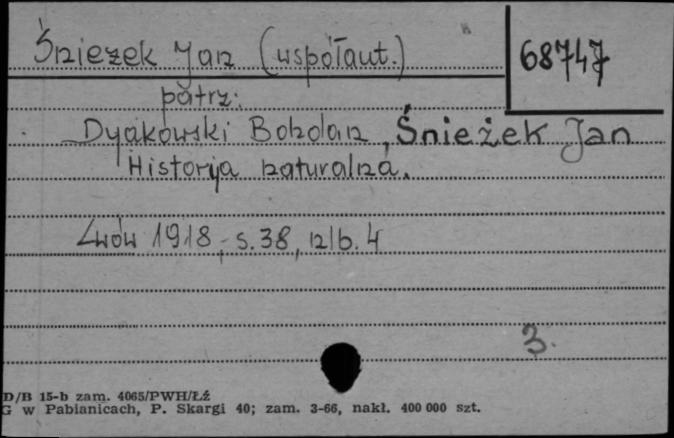 Śnieżek Jan (współaut.)
68747
patrz:
Dyakowski Bohdan, Śnieżek Jan
Historja naturalna.
Lwów 1918, s. 38, nlb. 4
3.
D/B 15-b zam. 4065/PWH/ŁŹ
G w Pabianicach, P. Skargi 40; zam. 3-66, nakł. 400 000 szt.